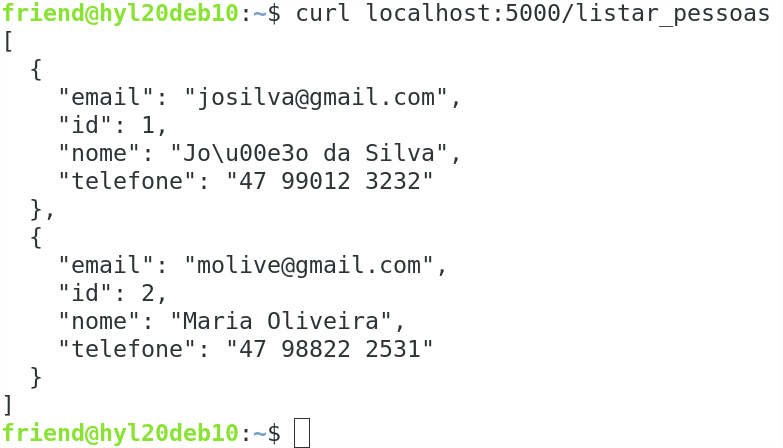 friend@hyl20deb10:~$ curl localhost:5000/listar_pessoas
[
  {
    "email": "josilva@gmail.com",
    "id": 1,
    "nome": "Jo\u00e3o da Silva",
    "telefone": "47 99012 3232"
  },
  {
    "email": "molive@gmail.com",
    "id": 2,
    "nome": "Maria Oliveira",
    "telefone": "47 98822 2531"
  }
]
friend@hyl20deb10:~$